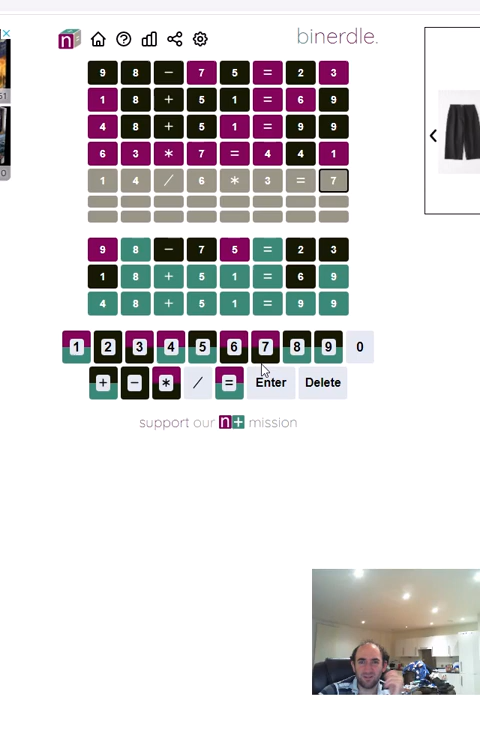 n
binerdle.
9 8 - 7 5 = 2 3
1 8 + 5 1 = 6 9
51
4 8 + 5 1 = 9 9
6 3 * 7 = 4 4 1
0
1 4 / 6 * 3 = 7
9 8 - 7 5 = 2 3
1 8 + 5 1 = 6 9
4 8 + 5 1 = 9 9
1 2 3 4 5 6 7 8 9 0
+ - * / = Enter Delete
support our n+ mission